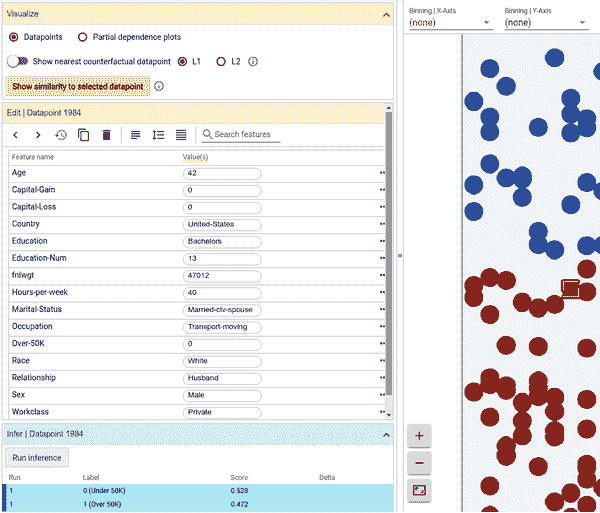 Visualize
Datapoints Partial dependence plots
Show nearest counterfactual datapoint L1 L2
Show similarity to selected datapoint
Edit | Datapoint 1984
Search features
Feature name Value(s)
Age 42
Capital-Gain 0
Capital-Loss 0
Country United-States
Education Bachelors
Education-Num 13
fnlwgt 47012
Hours-per-week 40
Marital-Status Married-civ-spouse
Occupation Transport-moving
Over-50K 0
Race White
Relationship Husband
Sex Male
Workclass Private
Infer | Datapoint 1984
Run inference
Run Label Score Delta
1 0 (Under 50K) 0.528
1 1 (Over 50K) 0.472
Binning | X-Axis Binning | Y-Axis
(none) (none)